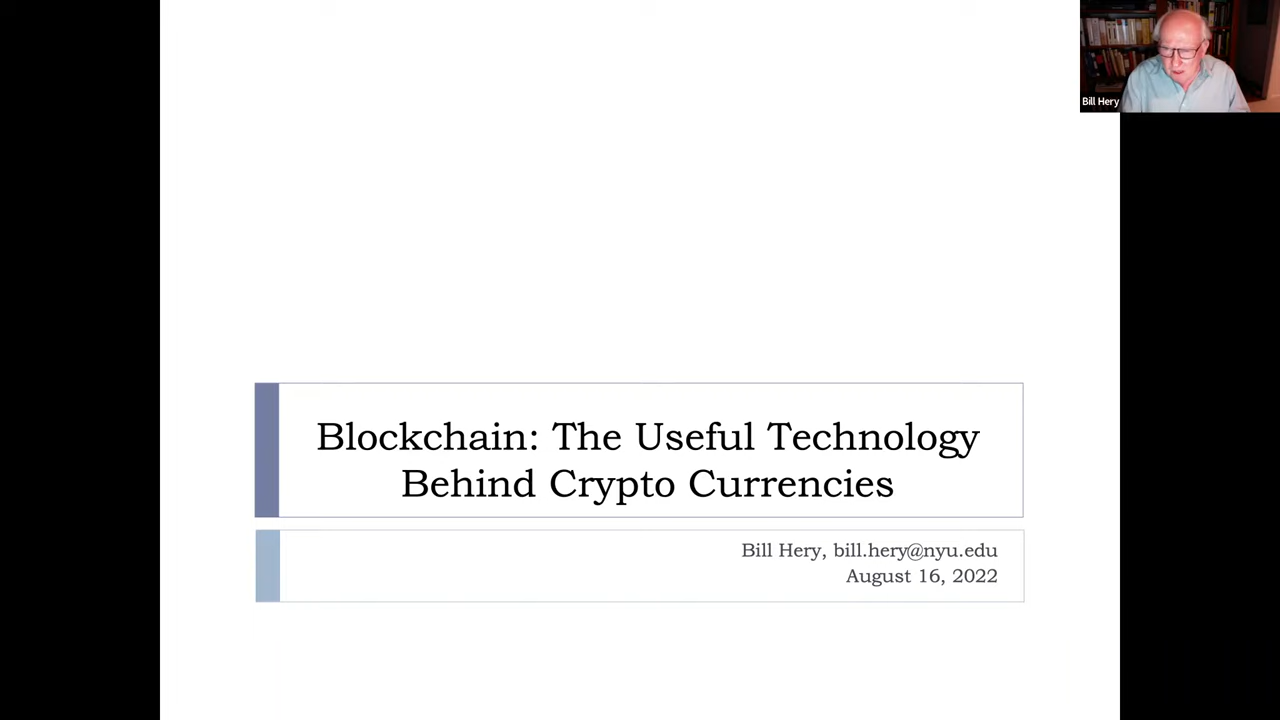 Bill Hery
Blockchain: The Useful Technology
Behind Crypto Currencies
Bill Hery, bill.hery@nyu.edu
August 16, 2022